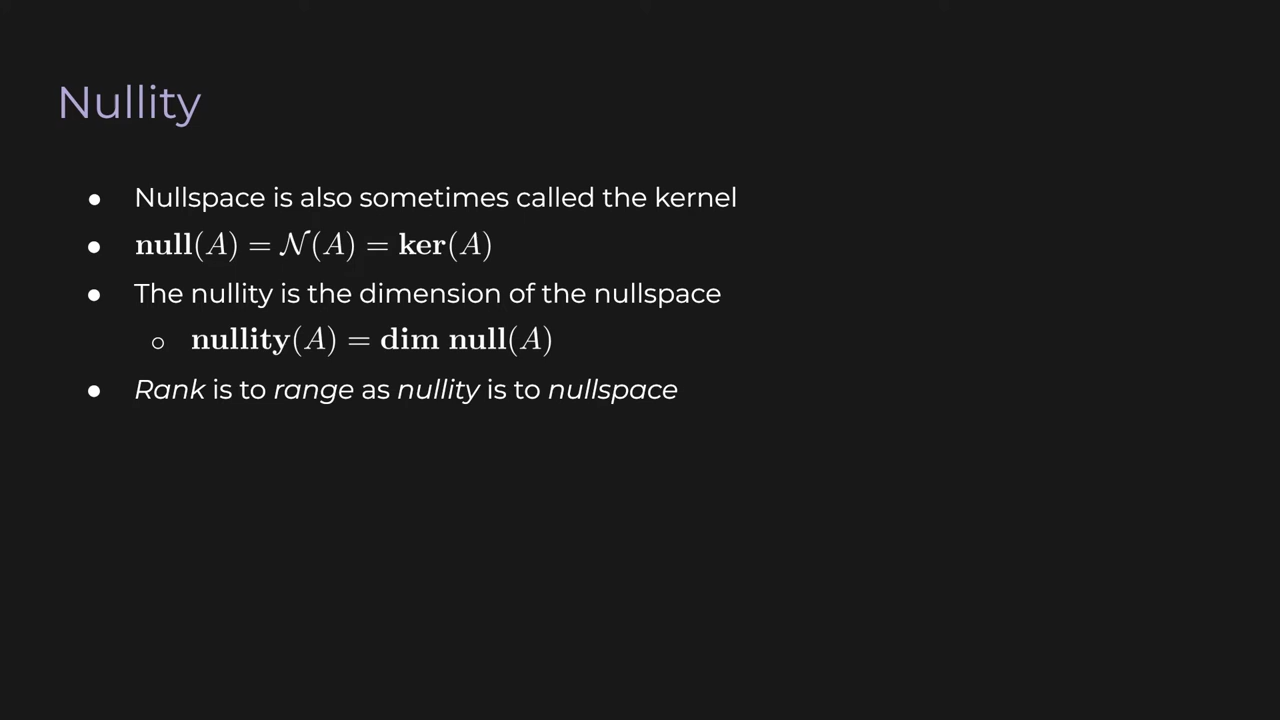 Nullity
● Nullspace is also sometimes called the kernel
● null(A) = 𝒩(A) = ker(A)
● The nullity is the dimension of the nullspace
○ nullity(A) = dim null(A)
● Rank is to range as nullity is to nullspace